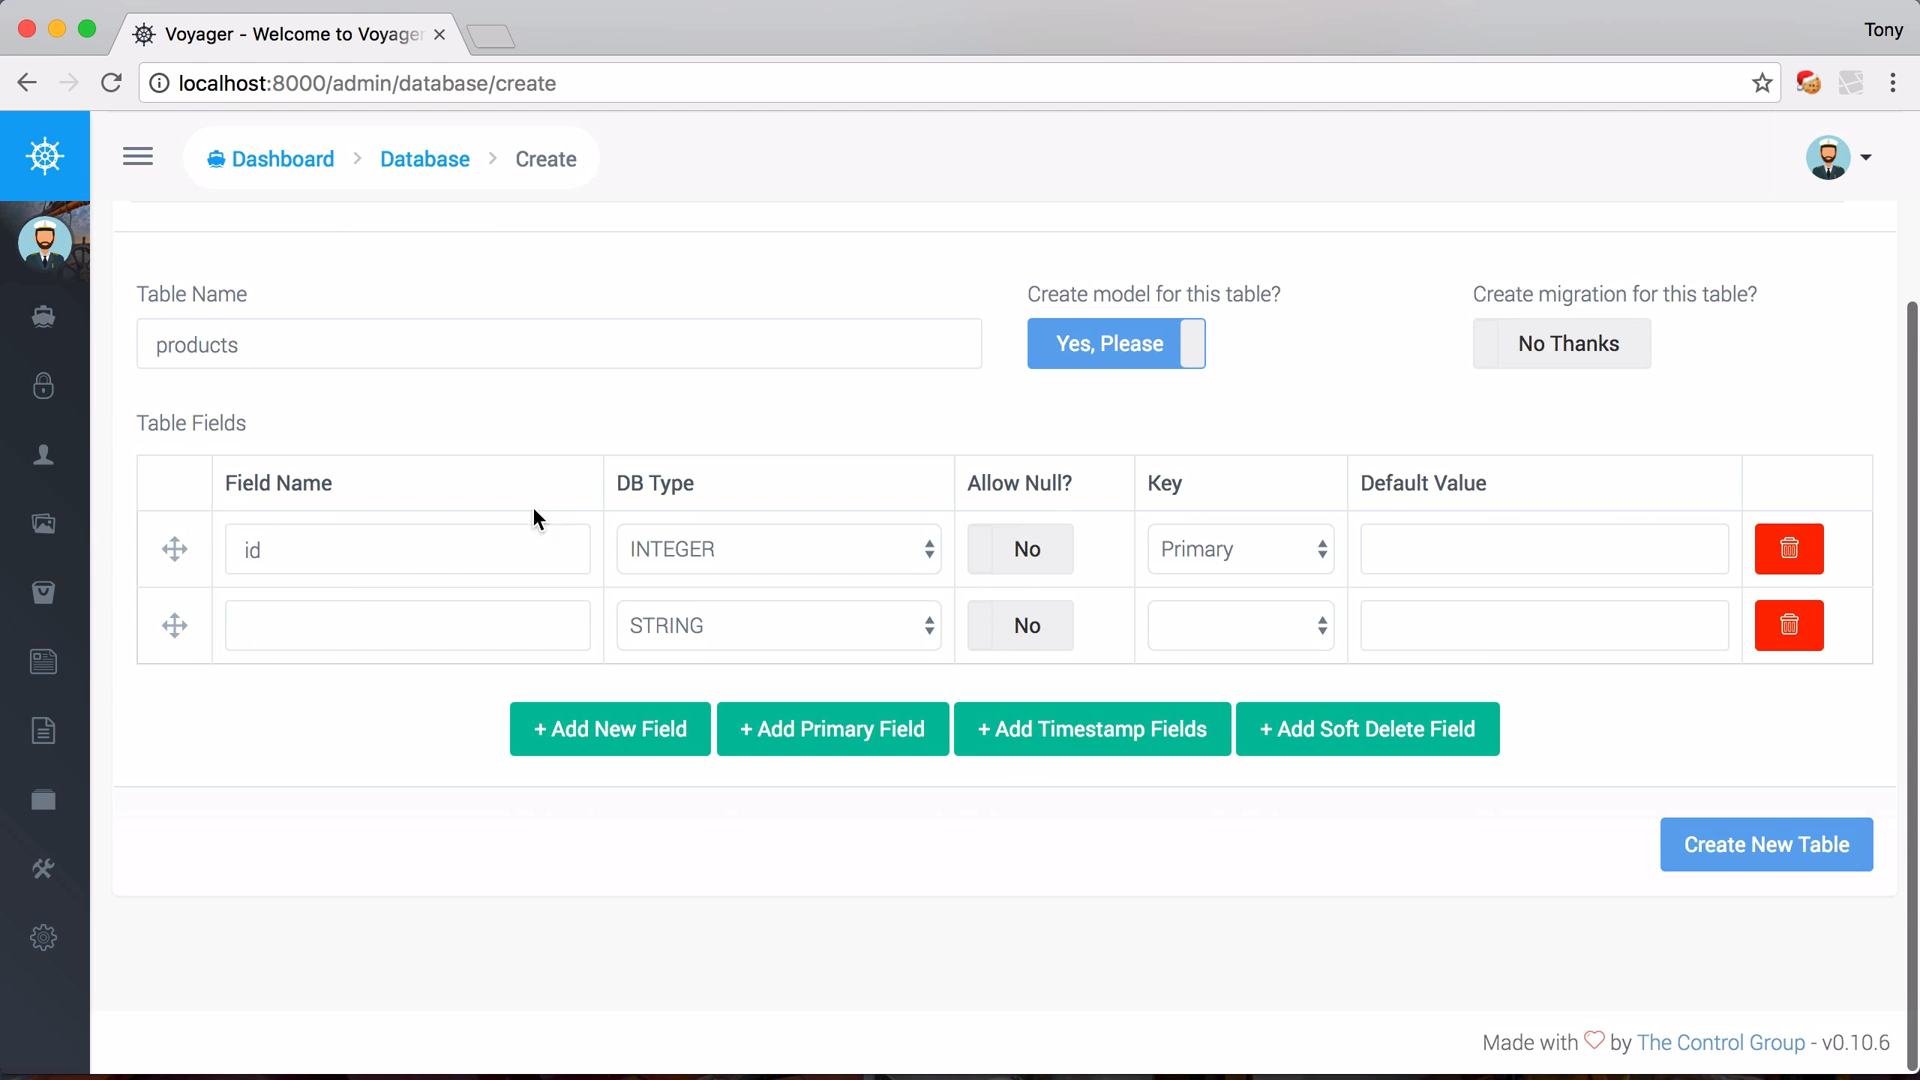 Voyager - Welcome to Voyager
Tony
localhost:8000/admin/database/create
Dashboard > Database > Create
Table Name
Create model for this table?
Create migration for this table?
products
Yes, Please
No Thanks
Table Fields
Field Name DB Type Allow Null? Key Default Value
id INTEGER No Primary
STRING No
+ Add New Field + Add Primary Field + Add Timestamp Fields + Add Soft Delete Field
Create New Table
Made with ♡ by The Control Group - v0.10.6